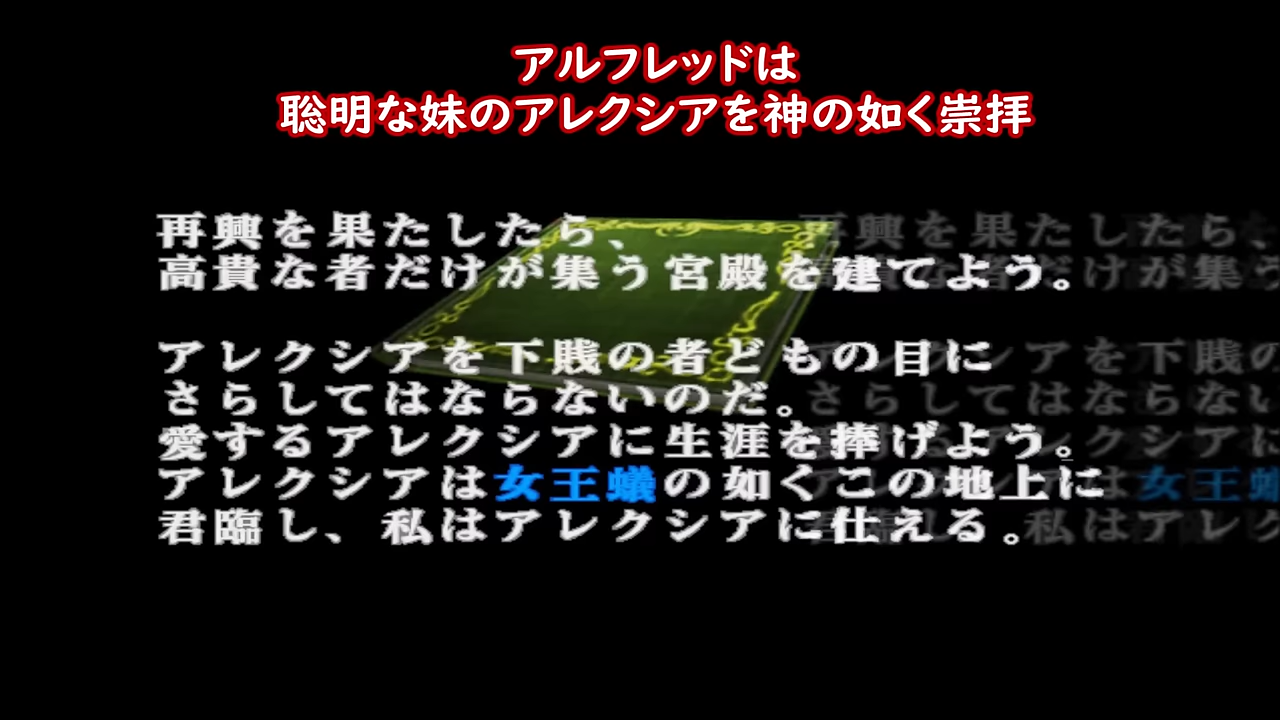 アルフレッドは
聡明な妹のアレクシアを神の如く崇拝
再興を果たしたら、
高貴な者だけが集う宮殿を建てよう。
アレクシアを下賎の者どもの目に
さらしてはならないのだ。
愛するアレクシアに生涯を捧げよう。
アレクシアは女王蟻の如くこの地上に
君臨し、私はアレクシアに仕える。